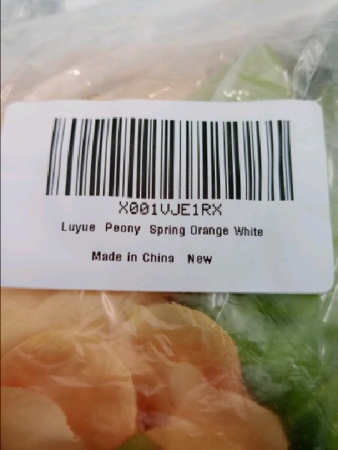 X001VJE1RX
Luyue Peony Spring Orange White
Made in China New